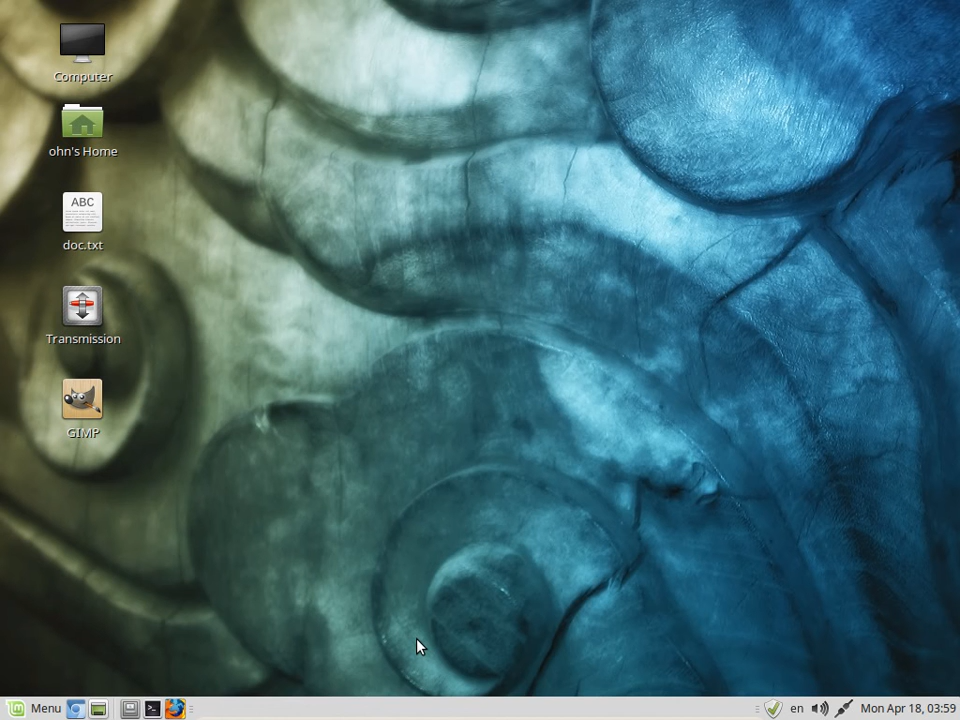 Computer
ohn's Home
ABC
doc.txt
Transmission
GIMP
Menu
en
Mon Apr 18, 03:59